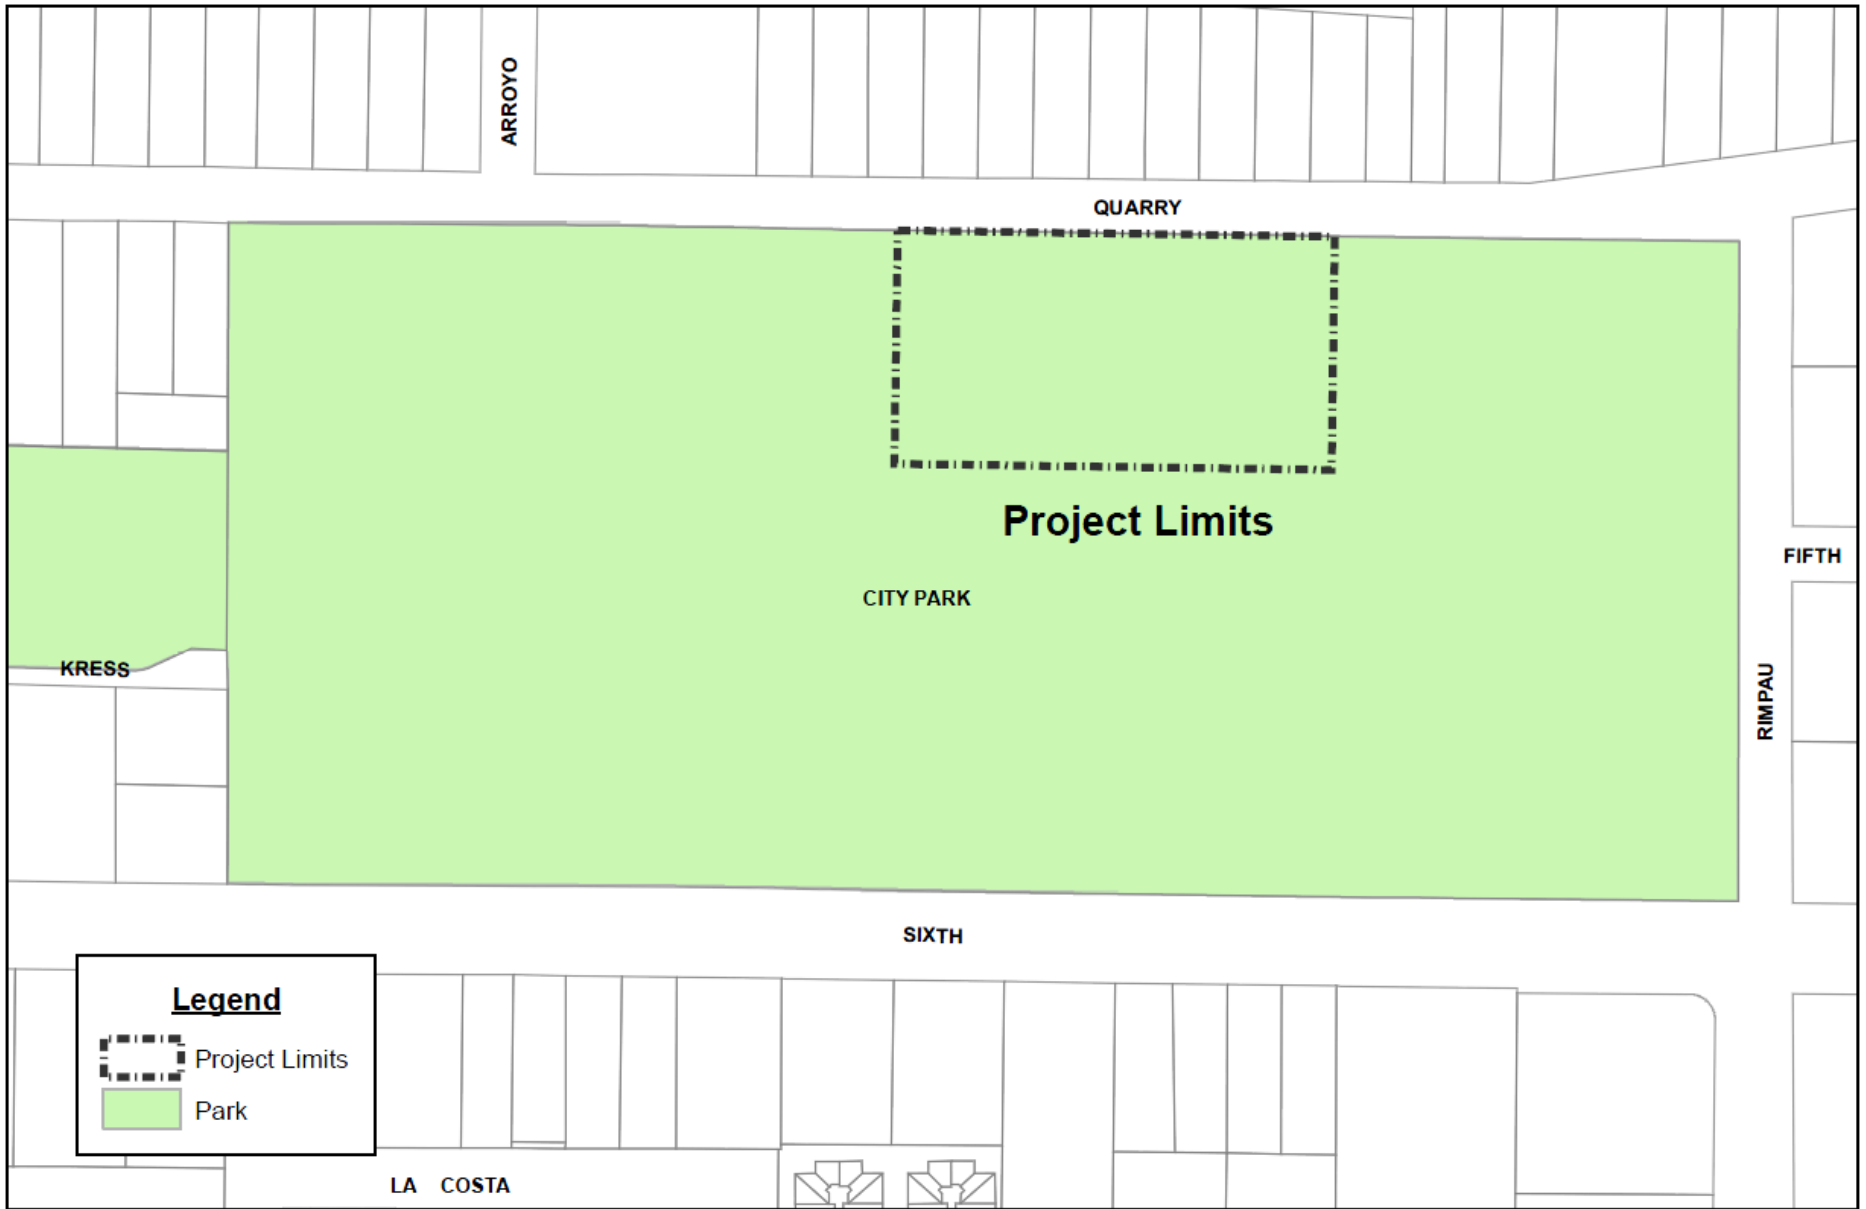 ARROYO
QUARRY
Project Limits
FIFTH
CITY PARK
KRESS
RIMPAU
SIXTH
Legend
Project Limits
Park
LA COSTA